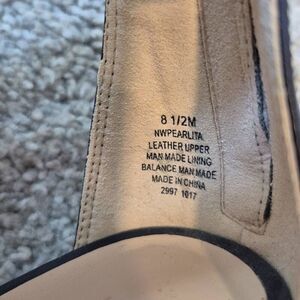 8 1/2M
NWPEARLITA
LEATHER UPPER
MAN MADE LINING
BALANCE MAN MADE
MADE IN CHINA
2997 1017